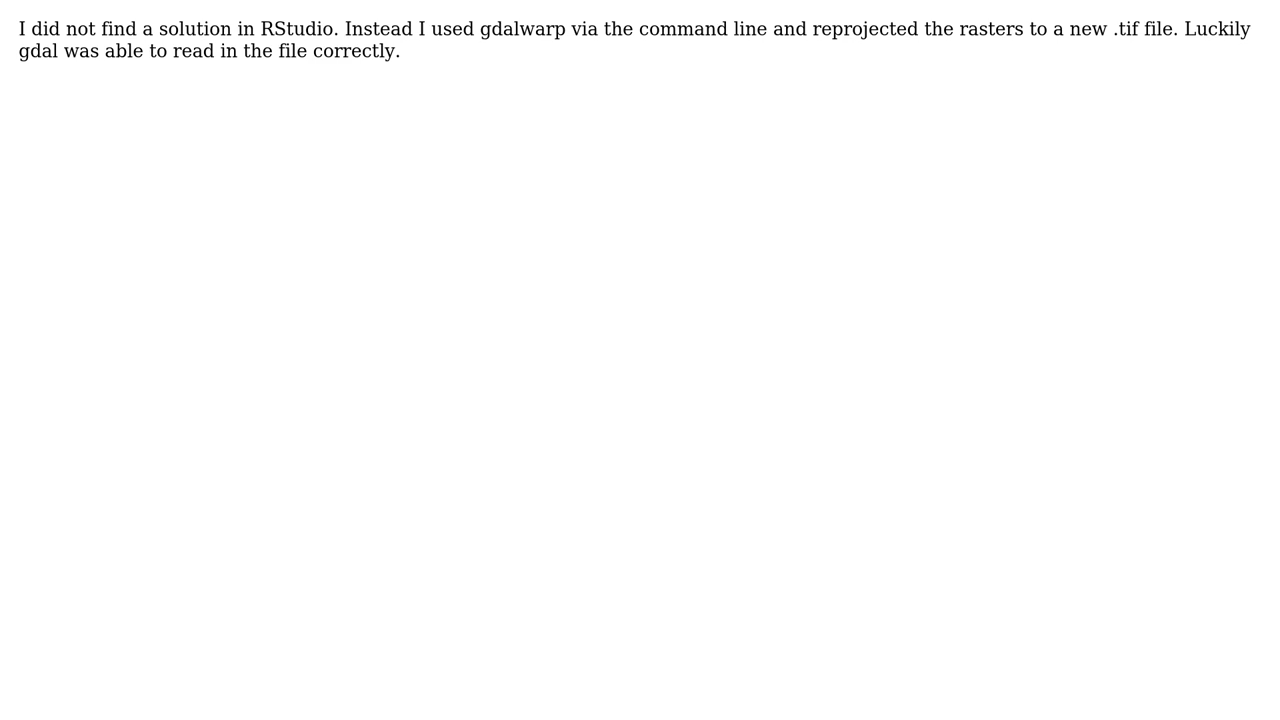 I did not find a solution in RStudio. Instead I used gdalwarp via the command line and reprojected the rasters to a new .tif file. Luckily
gdal was able to read in the file correctly.